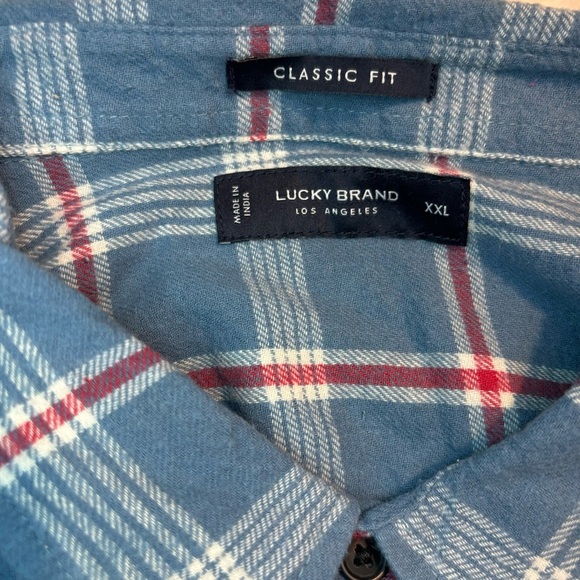 CLASSIC FIT
MADE IN
INDIA
LUCKY BRAND
LOS ANGELES
XXL